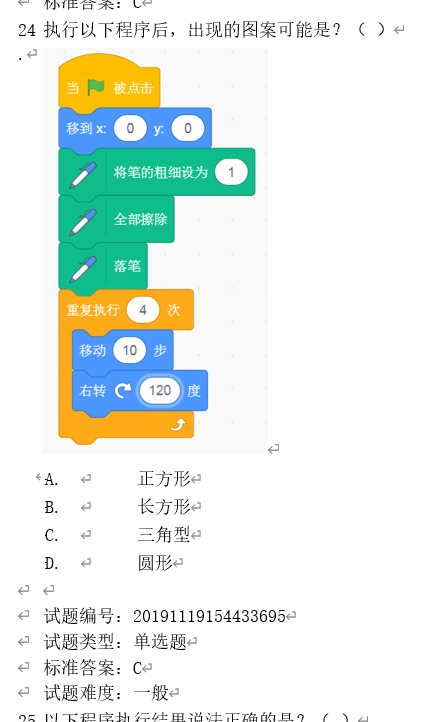 标准答案：C
24 执行以下程序后，出现的图案可能是？（ ）
.
当 被点击
移到 x: 0 y: 0
将笔的粗细设为 1
全部擦除
落笔
重复执行 4 次
移动 10 步
右转 120 度
A. 正方形
B. 长方形
C. 三角型
D. 圆形
试题编号：20191119154433695
试题类型：单选题
标准答案：C
试题难度：一般
25 以下程序执行结果说法正确的是？（ ）